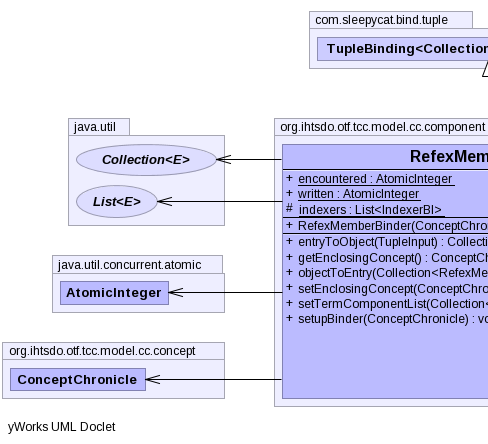 com.sleepycat.bind.tuple
TupleBinding<Collection
java.util
Collection<E>
List<E>
org.ihtsdo.otf.tcc.model.cc.component
RefexMem
+ encountered : AtomicInteger
+ written : AtomicInteger
# indexers : List<IndexerBI>
+ RefexMemberBinder(ConceptChron
+ entryToObject(TupleInput) : Collecti
+ getEnclosingConcept() : ConceptCh
+ objectToEntry(Collection<RefexMe
+ setEnclosingConcept(ConceptChro
+ setTermComponentList(Collection<
+ setupBinder(ConceptChronicle) : vo
java.util.concurrent.atomic
AtomicInteger
org.ihtsdo.otf.tcc.model.cc.concept
ConceptChronicle
yWorks UML Doclet